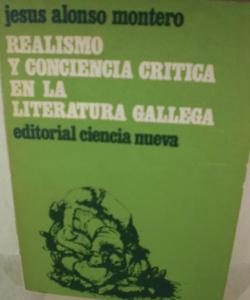 jesus alonso montero
REALISMO
Y CONCIENCIA CRITICA
EN LA
LITERATURA GALLEGA
editorial ciencia nueva